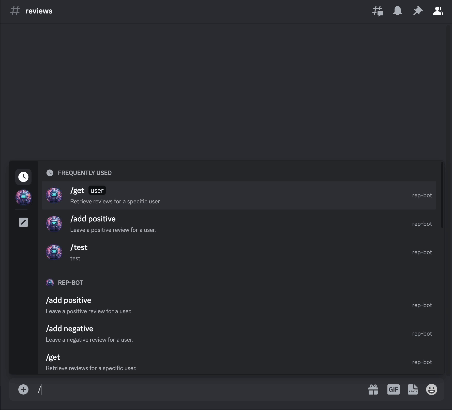 # reviews
FREQUENTLY USED
/get user
Retrieve reviews for a specific user
rep-bot
/add positive
Leave a positive review for a user.
rep-bot
/test
test
rep-bot
REP-BOT
/add positive
Leave a positive review for a user.
rep-bot
/add negative
Leave a negative review for a user.
rep-bot
/get
Retrieve reviews for a specific user
rep-bot
/
GIF